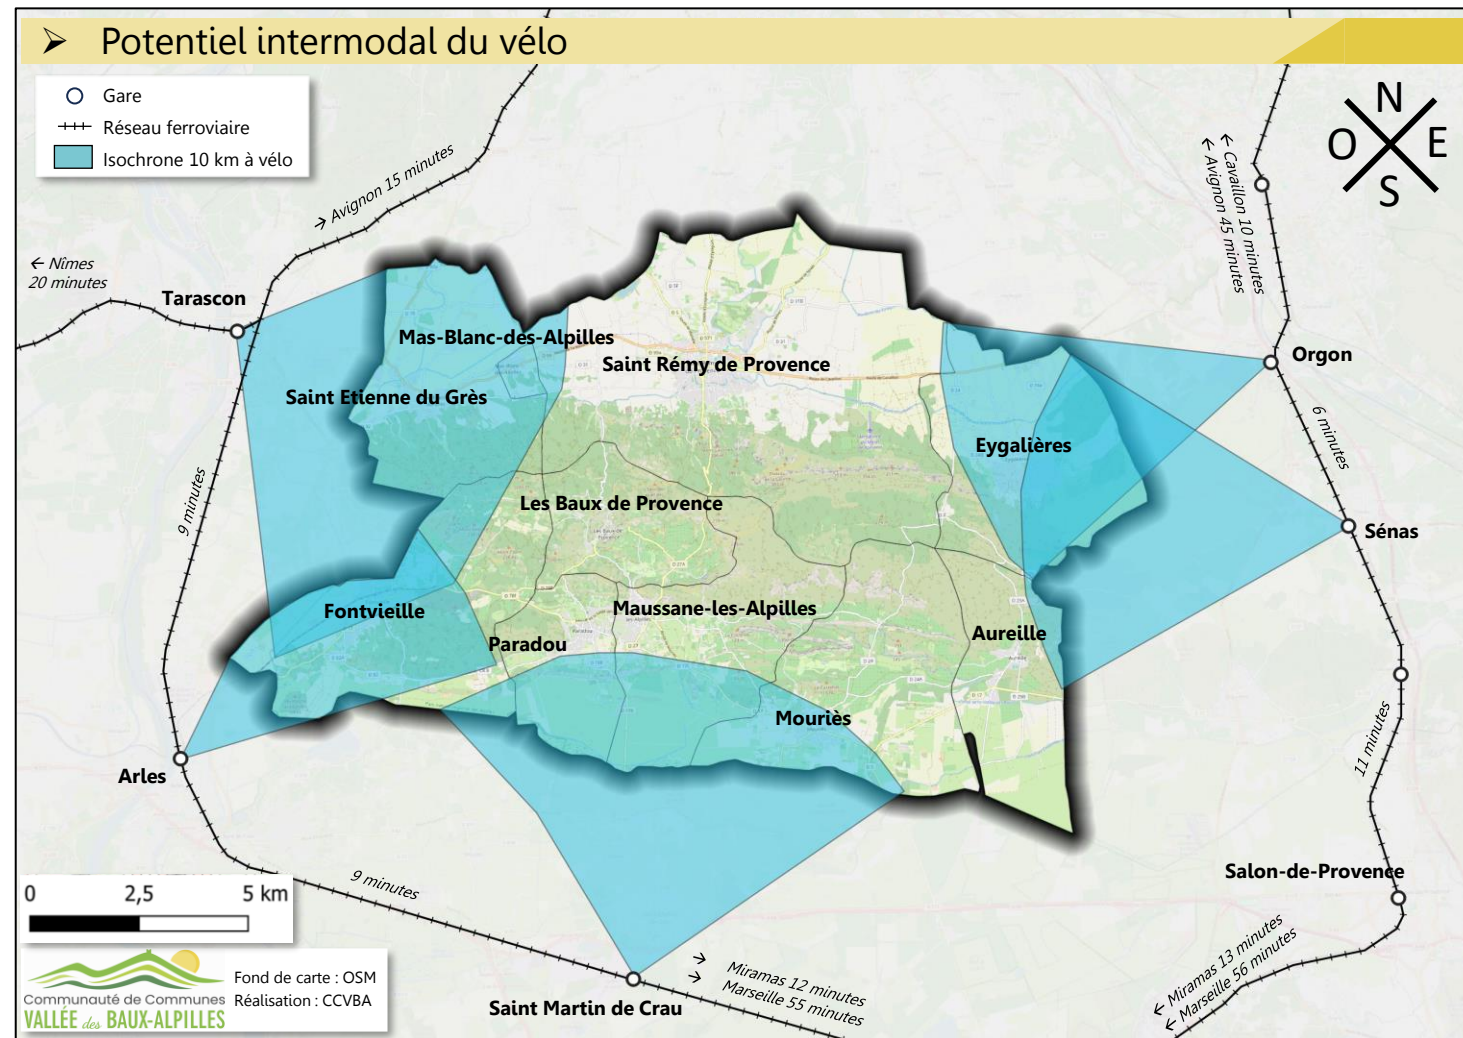 ➢ Potentiel intermodal du vélo
Gare
Réseau ferroviaire
Isochrone 10 km à vélo
N
O E
S
→ Avignon 15 minutes
← Cavaillon 10 minutes
← Avignon 45 minutes
← Nîmes
20 minutes
Tarascon
Mas-Blanc-des-Alpilles
Saint Rémy de Provence
Orgon
Saint Etienne du Grès
6 minutes
Eygalières
9 minutes
Les Baux de Provence
Sénas
Fontvieille
Maussane-les-Alpilles
Aureille
Paradou
Mouriès
11 minutes
Arles
Salon-de-Provence
9 minutes
0 2,5 5 km
→ Miramas 12 minutes
→ Marseille 55 minutes
← Miramas 13 minutes
← Marseille 56 minutes
Saint Martin de Crau
Communauté de Communes
VALLÉE des BAUX-ALPILLES
Fond de carte : OSM
Réalisation : CCVBA